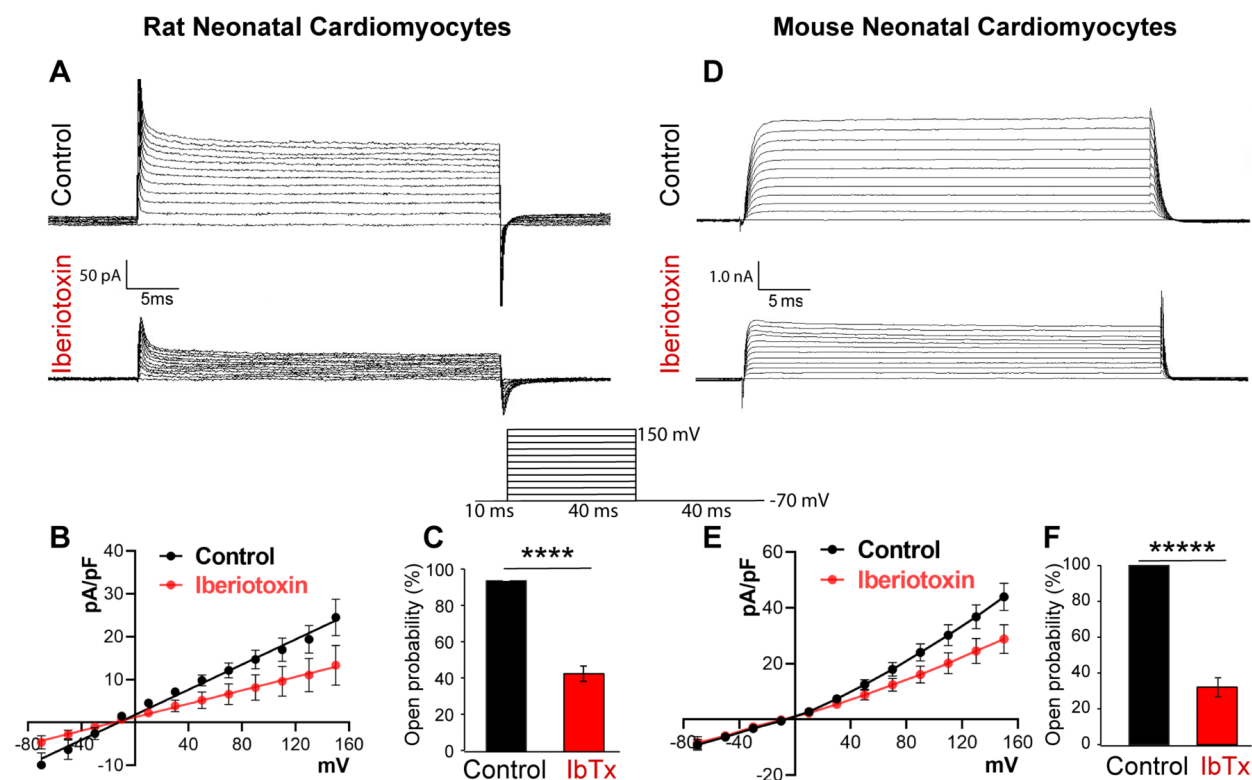 Rat Neonatal Cardiomyocytes
Mouse Neonatal Cardiomyocytes
A
Control
50 pA
5ms
Iberiotoxin
D
Control
1.0 nA
5 ms
Iberiotoxin
150 mV
-70 mV
10 ms
40 ms
40 ms
B
pA/pF
Control
Iberiotoxin
40
30
20
10
-10
-80
-40
40
80
120
160
mV
C
****
Open probability (%)
100
80
60
40
20
0
Control
IbTx
E
pA/pF
Control
Iberiotoxin
60
40
20
-20
-80
-40
40
80
120
160
mV
F
*****
Open probability (%)
100
80
60
40
20
0
Control
IbTx